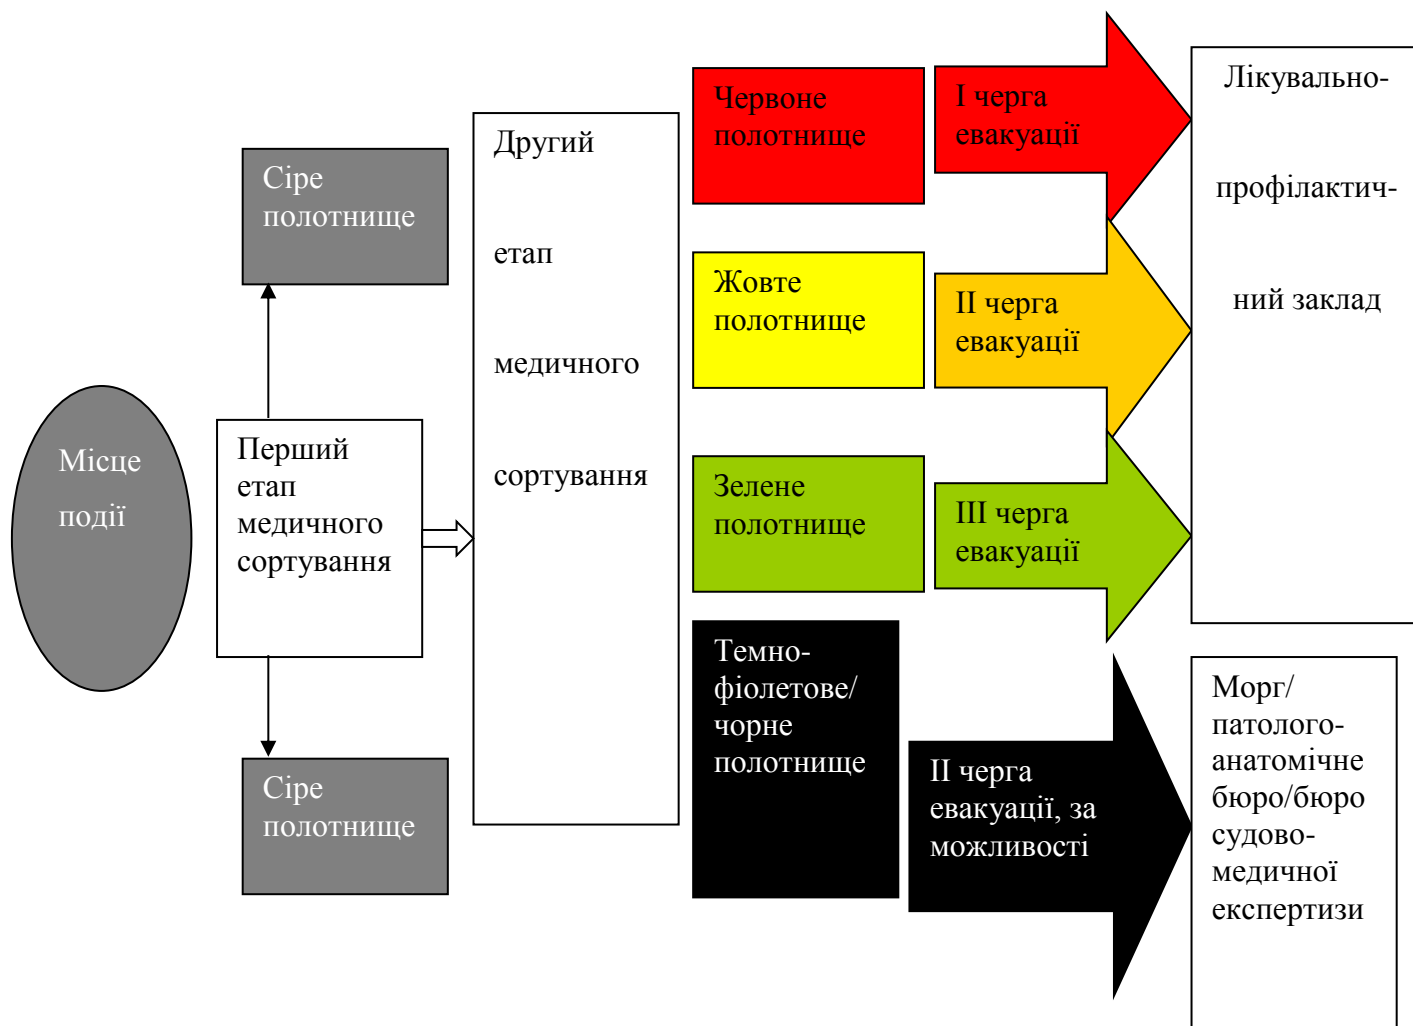 Місце
події
Сіре
полотнище
Перший
етап
медичного
сортування
Сіре
полотнище
Другий
етап
медичного
сортування
Червоне
полотнище
І черга
евакуації
Жовте
полотнище
ІІ черга
евакуації
Зелене
полотнище
ІІІ черга
евакуації
Темно-
фіолетове/
чорне
полотнище
ІІ черга
евакуації, за
можливості
Лікувально-
профілактич-
ний заклад
Морг/
патолого-
анатомічне
бюро/бюро
судово-
медичної
експертизи